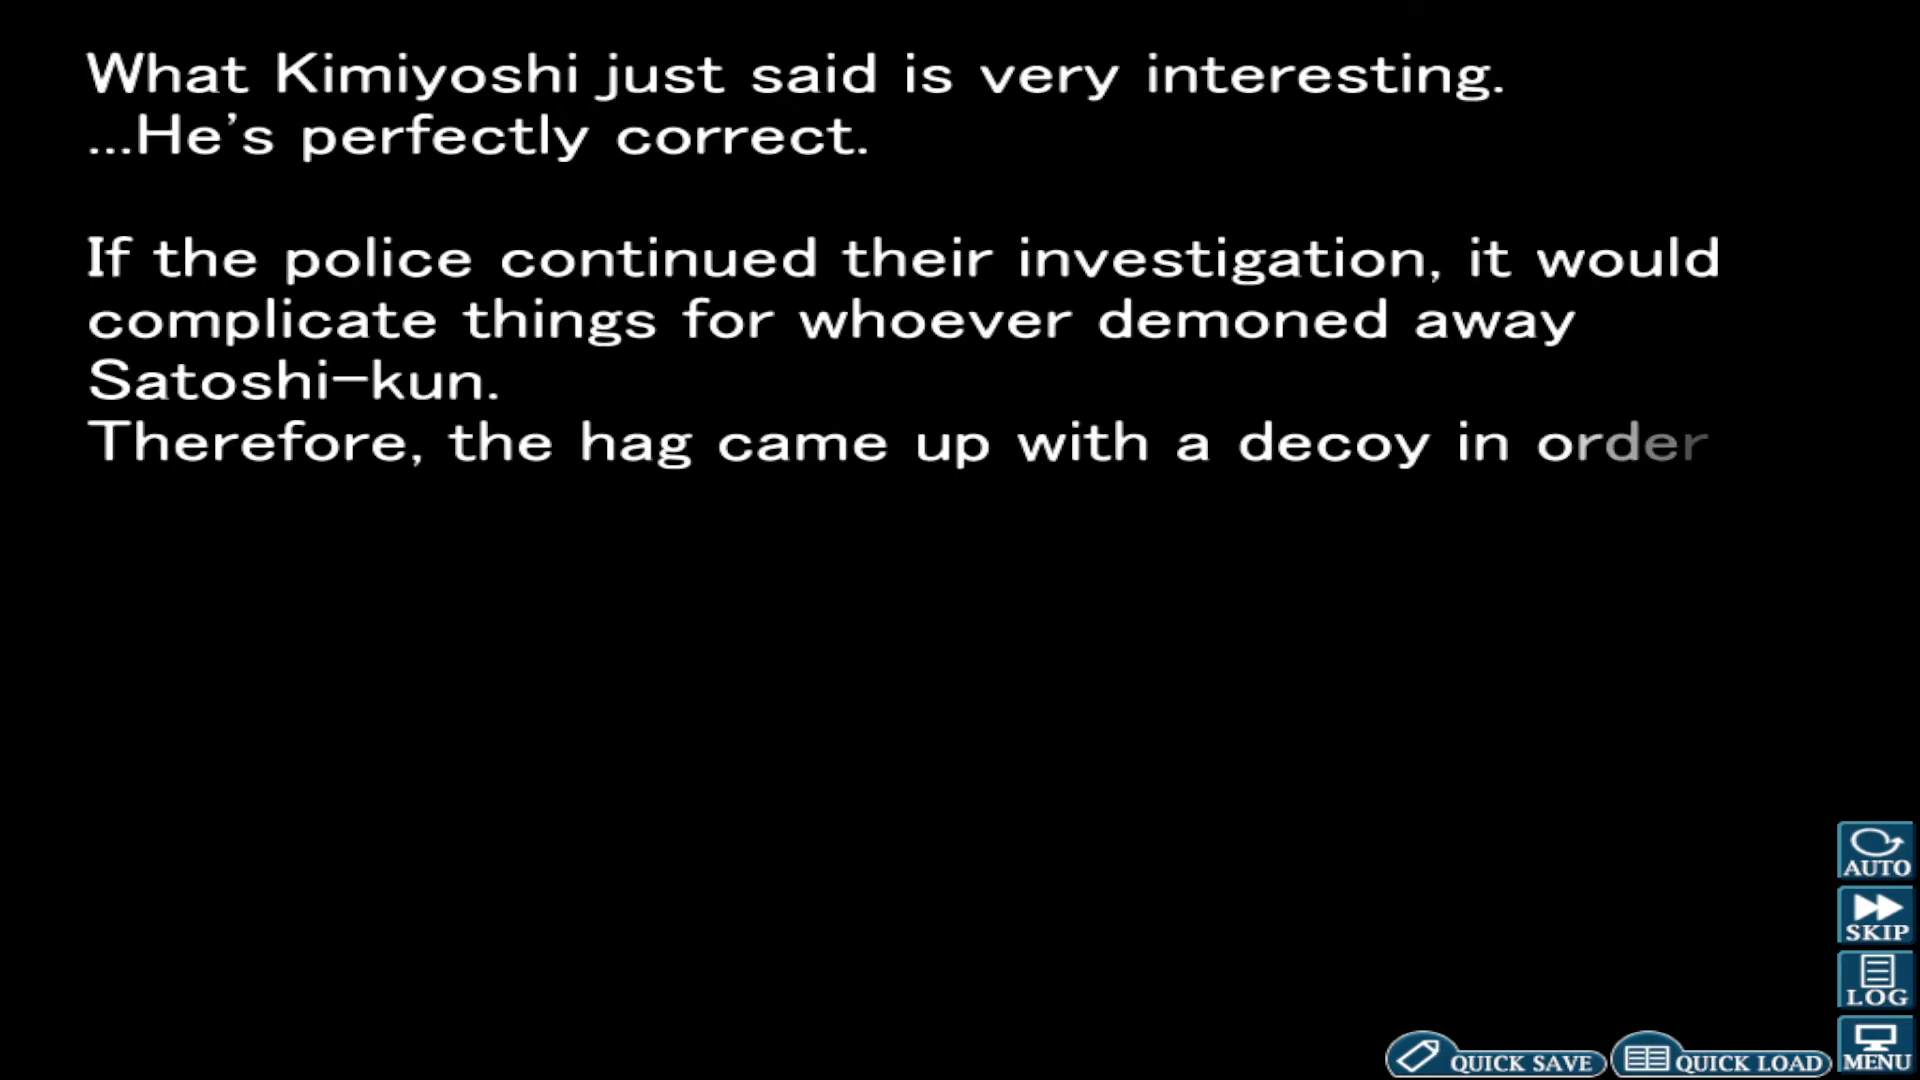 What Kimiyoshi just said is very interesting.
...He's perfectly correct.
If the police continued their investigation, it would
complicate things for whoever demoned away
Satoshi-kun.
Therefore, the hag came up with a decoy in order
AUTO
SKIP
LOG
QUICK SAVE
QUICK LOAD
MENU